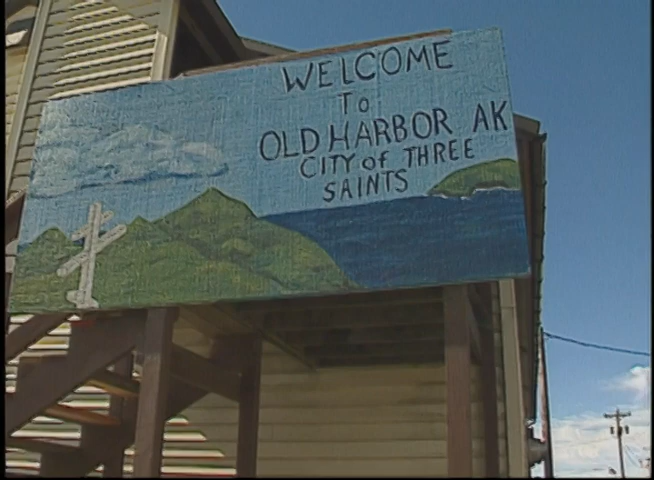 WELCOME
TO
OLD HARBOR AK
CITY OF THREE
SAINTS